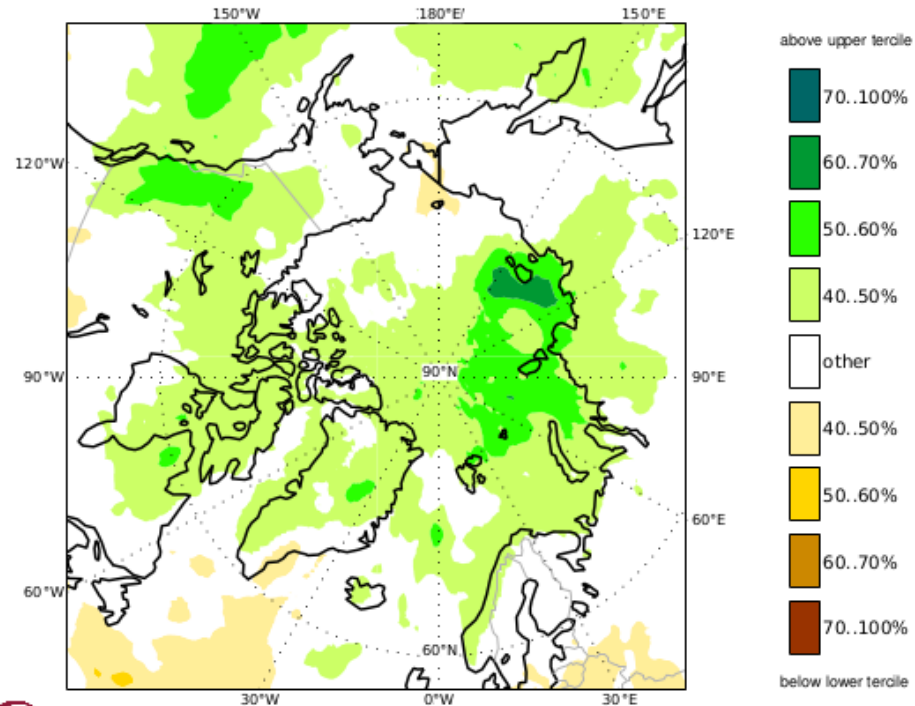 150°W
180°E/
150°E
above upper tercile
70..100%
60..70%
120°W
50..60%
120°E
40..50%
other
90°W
90°N
90°E
40..50%
4
50..60%
60°E
60..70%
60°W
70..100%
60°N
below lower tercile
30°W
0°W
30°E